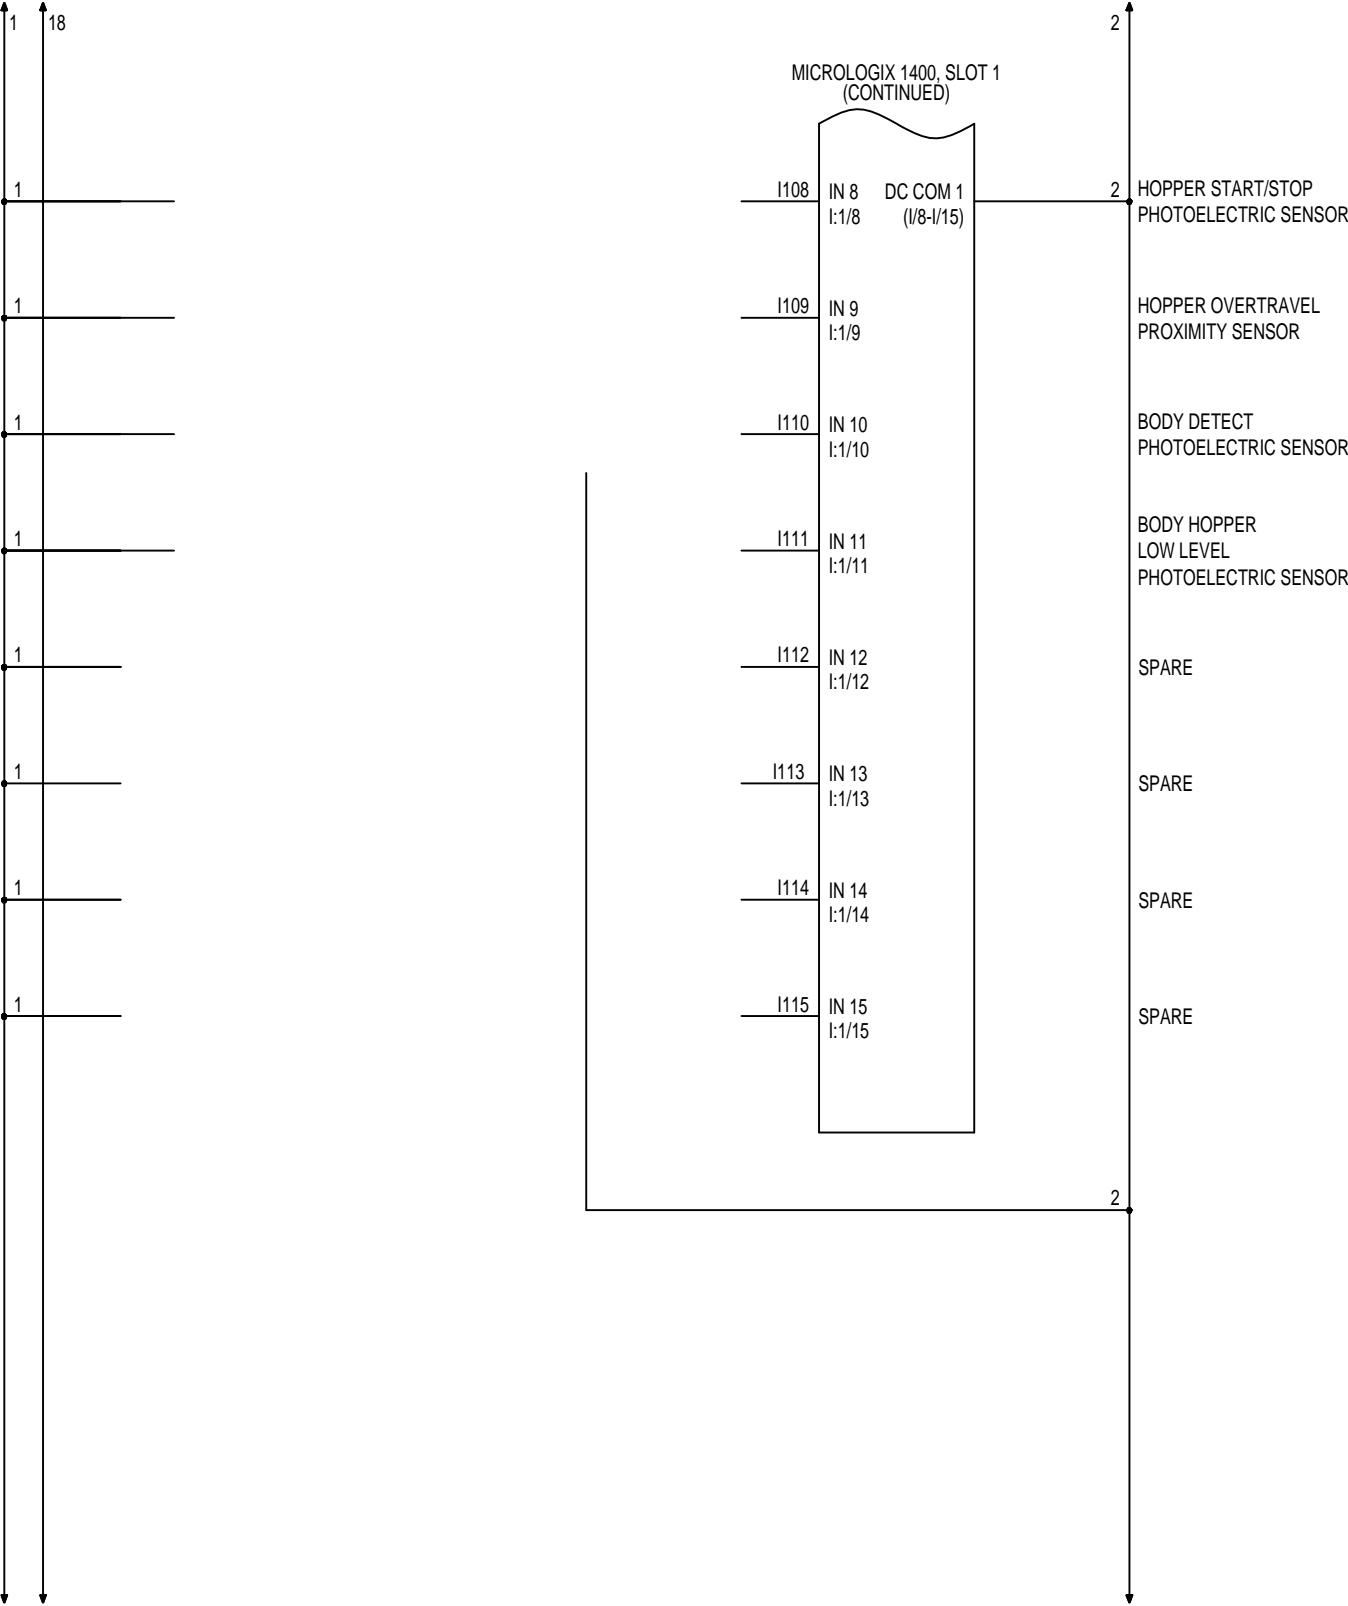 1
18
2
MICROLOGIX 1400, SLOT 1
(CONTINUED)
1
I108
IN 8
DC COM 1
2
HOPPER START/STOP
I:1/8
(I/8-I/15)
PHOTOELECTRIC SENSOR
1
I109
IN 9
HOPPER OVERTRAVEL
I:1/9
PROXIMITY SENSOR
1
I110
IN 10
BODY DETECT
I:1/10
PHOTOELECTRIC SENSOR
1
I111
IN 11
I:1/11
BODY HOPPER
LOW LEVEL
PHOTOELECTRIC SENSOR
1
I112
IN 12
I:1/12
SPARE
1
I113
IN 13
I:1/13
SPARE
1
I114
IN 14
I:1/14
SPARE
1
I115
IN 15
I:1/15
SPARE
2